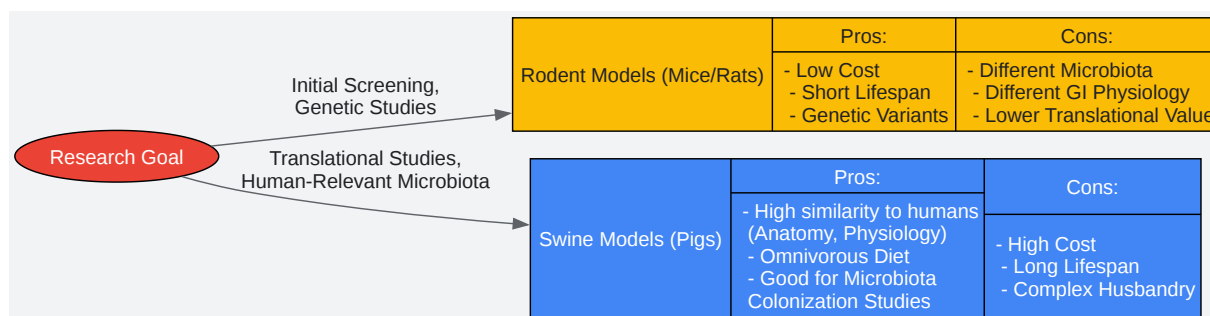 Research Goal
Initial Screening,
Genetic Studies
Translational Studies,
Human-Relevant Microbiota
Rodent Models (Mice/Rats)
Pros:
- Low Cost
- Short Lifespan
- Genetic Variants
Cons:
- Different Microbiota
- Different GI Physiology
- Lower Translational Value
Swine Models (Pigs)
Pros:
- High similarity to humans
(Anatomy, Physiology)
- Omnivorous Diet
- Good for Microbiota
Colonization Studies
Cons:
- High Cost
- Long Lifespan
- Complex Husbandry